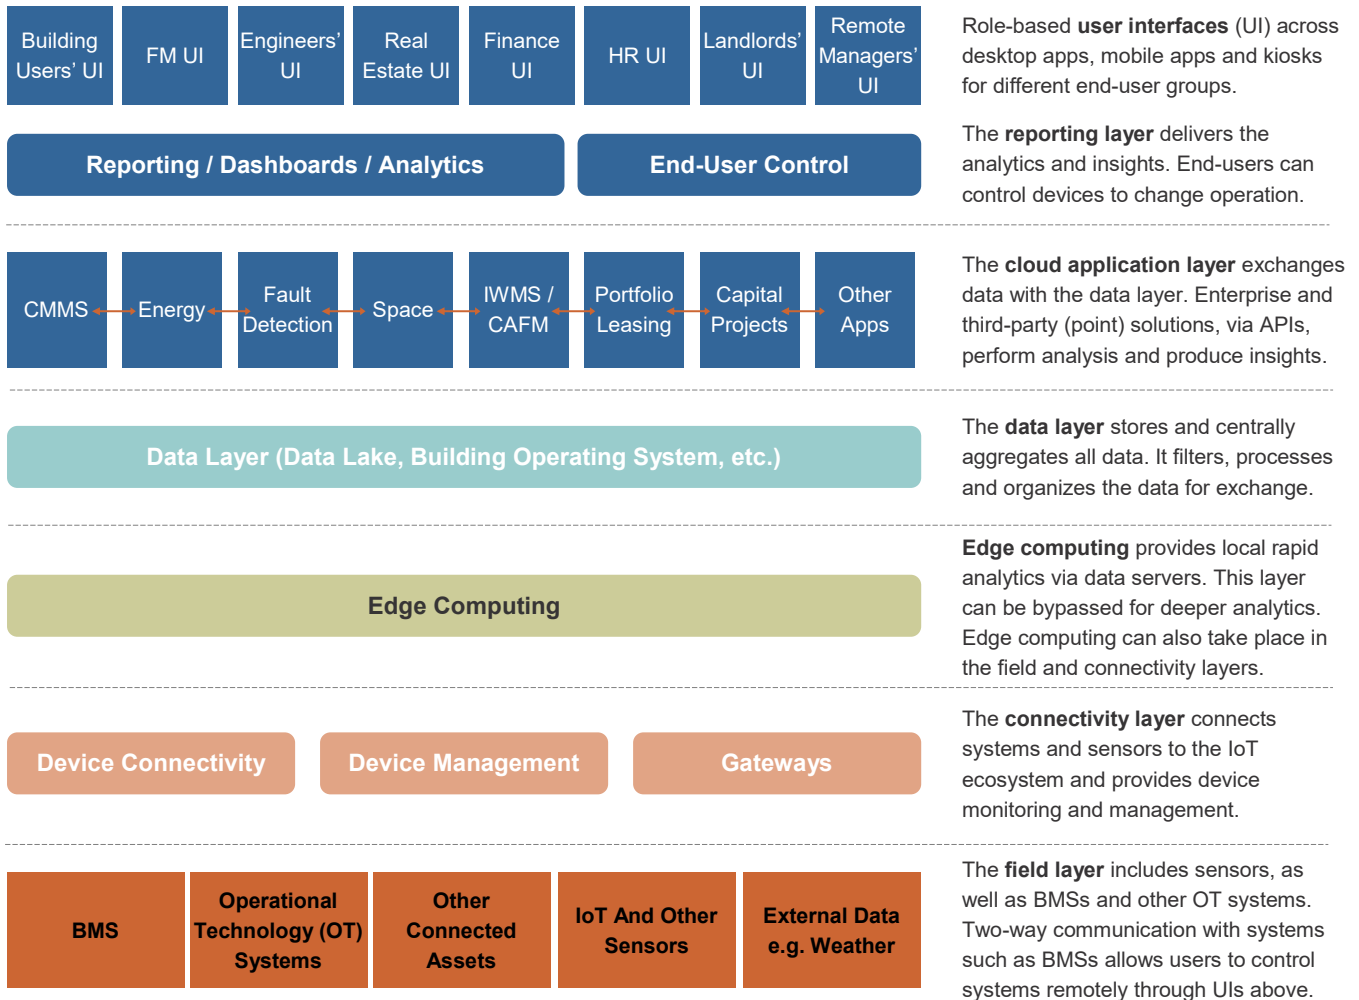 Building
Users' UI
FM UI
Engineers'
UI
Real
Estate UI
Finance
UI
HR UI
Landlords'
UI
Remote
Managers'
UI
Role-based user interfaces (UI) across
desktop apps, mobile apps and kiosks
for different end-user groups.
Reporting / Dashboards / Analytics
End-User Control
The reporting layer delivers the
analytics and insights. End-users can
control devices to change operation.
CMMS
Energy
Fault
Detection
Space
IWMS /
CAFM
Portfolio
Leasing
Capital
Projects
Other
Apps
The cloud application layer exchanges
data with the data layer. Enterprise and
third-party (point) solutions, via APIs,
perform analysis and produce insights.
Data Layer (Data Lake, Building Operating System, etc.)
The data layer stores and centrally
aggregates all data. It filters, processes
and organizes the data for exchange.
Edge Computing
Edge computing provides local rapid
analytics via data servers. This layer
can be bypassed for deeper analytics.
Edge computing can also take place in
the field and connectivity layers.
Device Connectivity
Device Management
Gateways
The connectivity layer connects
systems and sensors to the IoT
ecosystem and provides device
monitoring and management.
BMS
Operational
Technology (OT)
Systems
Other
Connected
Assets
IoT And Other
Sensors
External Data
e.g. Weather
The field layer includes sensors, as
well as BMSs and other OT systems.
Two-way communication with systems
such as BMSs allows users to control
systems remotely through UIs above.